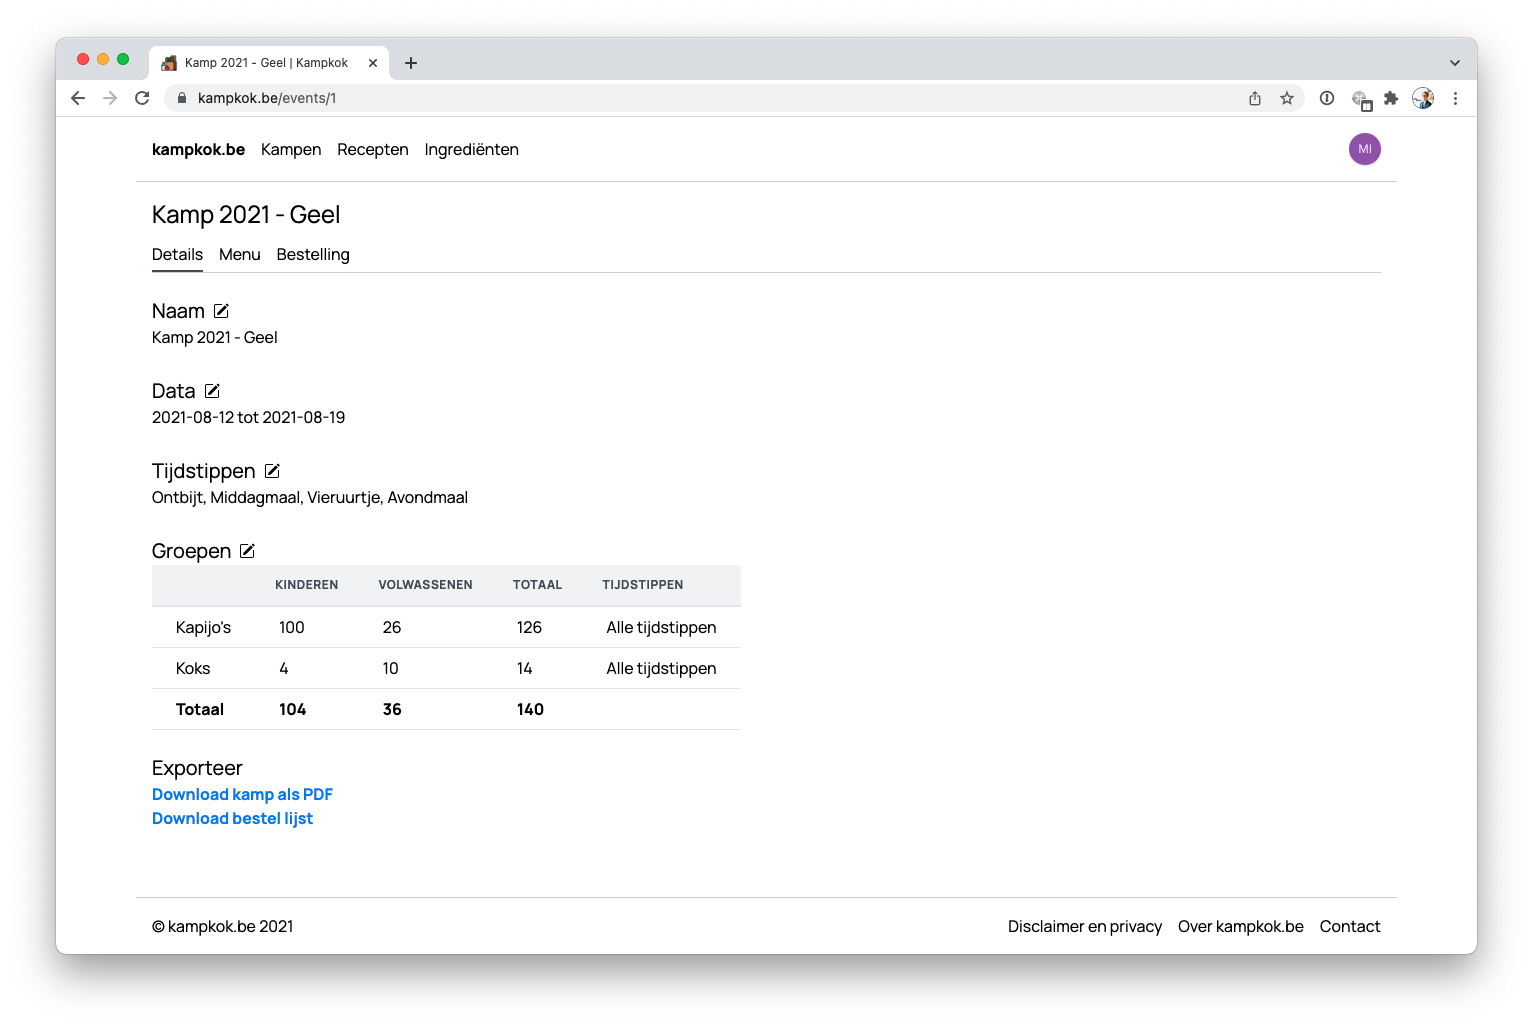 Kamp 2021 - Geel | Kampkok
kampkok.be/events/1
kampkok.be Kampen Recepten Ingrediënten MI
Kamp 2021 - Geel
Details Menu Bestelling
Naam
Kamp 2021 - Geel
Data
2021-08-12 tot 2021-08-19
Tijdstippen
Ontbijt, Middagmaal, Vieruurtje, Avondmaal
Groepen
KINDEREN VOLWASSENEN TOTAAL TIJDSTIPPEN
Kapijo's 100 26 126 Alle tijdstippen
Koks 4 10 14 Alle tijdstippen
Totaal 104 36 140
Exporteer
Download kamp als PDF
Download bestel lijst
© kampkok.be 2021 Disclaimer en privacy Over kampkok.be Contact